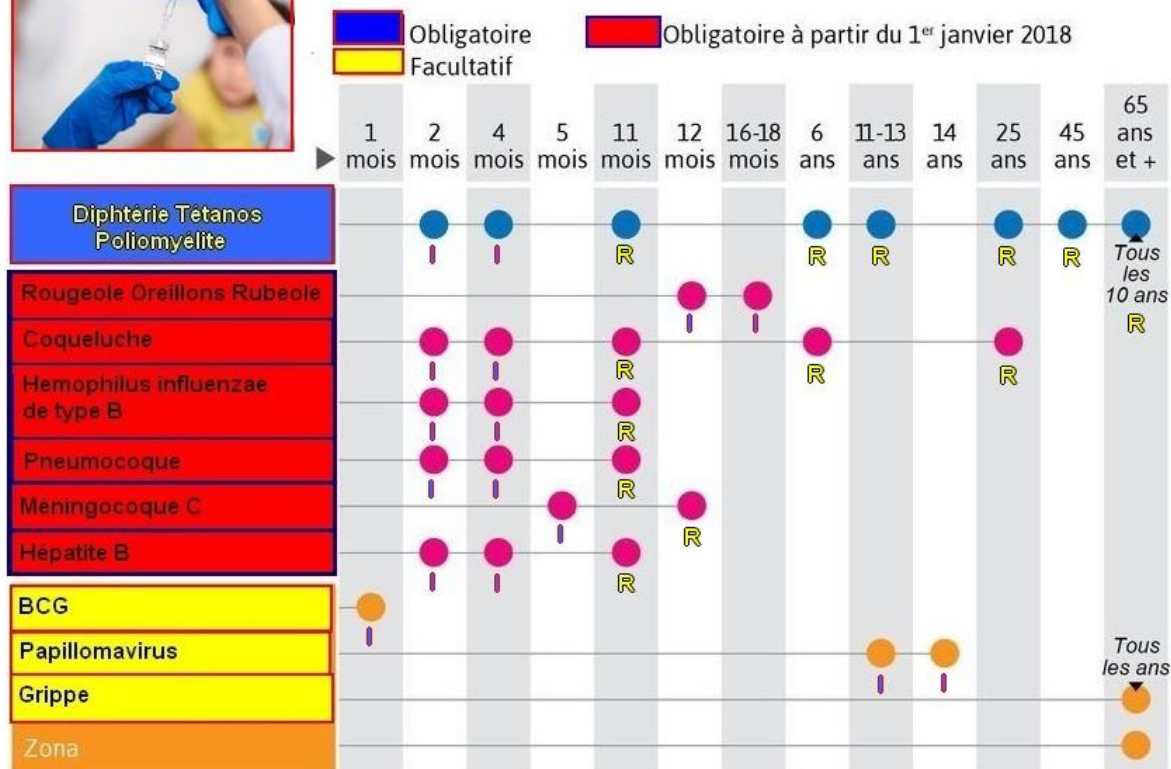 Obligatoire
Obligatoire à partir du 1er janvier 2018
Facultatif
1 mois
2 mois
4 mois
5 mois
11 mois
12 mois
16-18 mois
6 ans
11-13 ans
14 ans
25 ans
45 ans
65 ans et +
Diphtérie Tétanos
Poliomyélite
I I R R R R R
Tous
les
10 ans
R
Rougeole Oreillons Rubéole
I I
Coqueluche
I I R R R
Hemophilus influenzae
de type B
I I R
Pneumocoque
I I R
Méningocoque C
I R
Hépatite B
I I R
BCG
I
Papillomavirus
I I
Tous
les ans
Grippe
Zona